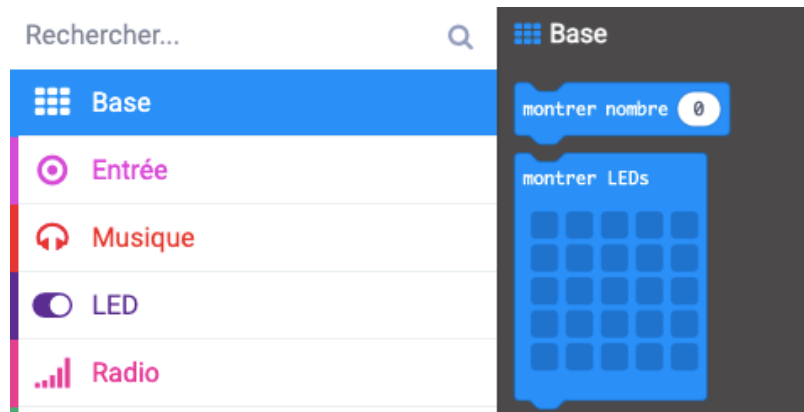 Rechercher...
Base
Entrée
Musique
LED
Radio
Base
montrer nombre 0
montrer LEDs